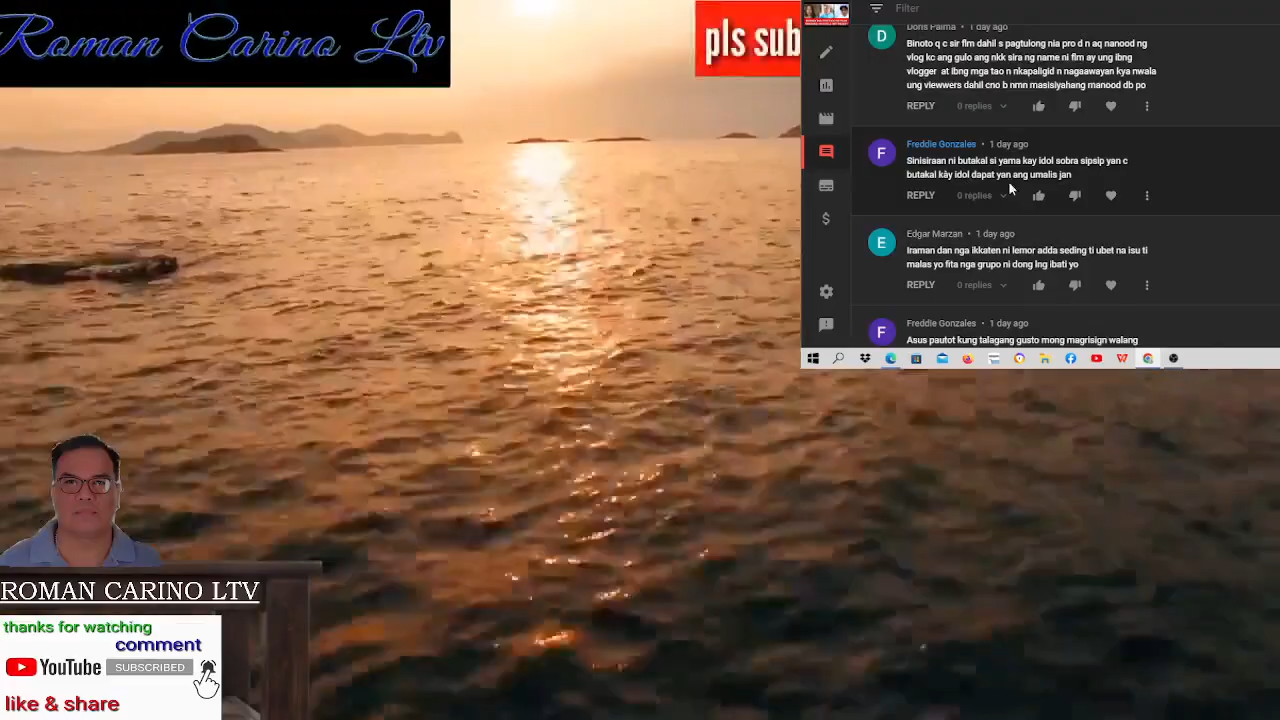 Roman Carino Ltv
pls sub
Filter
D
Doris Palma • 1 day ago
Binoto q c sir flm dahil s pagtulong nia pro d n aq nanood ng
vlog kc ang gulo ang nkk sira ng name ni flm ay ung ibng
vlogger at ibng mga tao n nkapaligid n nagaawayan kya nwala
ung viewwers dahil cno b nmn masisiyahang manood db po
REPLY 0 replies
F
Freddie Gonzales • 1 day ago
Sinisiraan ni butakal si yama kay idol sobra sipsip yan c
butakal kày idol dapat yan ang umalis jan
REPLY 0 replies
E
Edgar Marzan • 1 day ago
Iraman dan nga ikkaten ni lemor adda seding ti ubet na isu ti
malas yo fita nga grupo ni dong lng ibati yo
REPLY 0 replies
F
Freddie Gonzales • 1 day ago
Asus pautot kung talagang gusto mong magrisign walang
ROMAN CARINO LTV
thanks for watching
comment
YouTube SUBSCRIBED
like & share